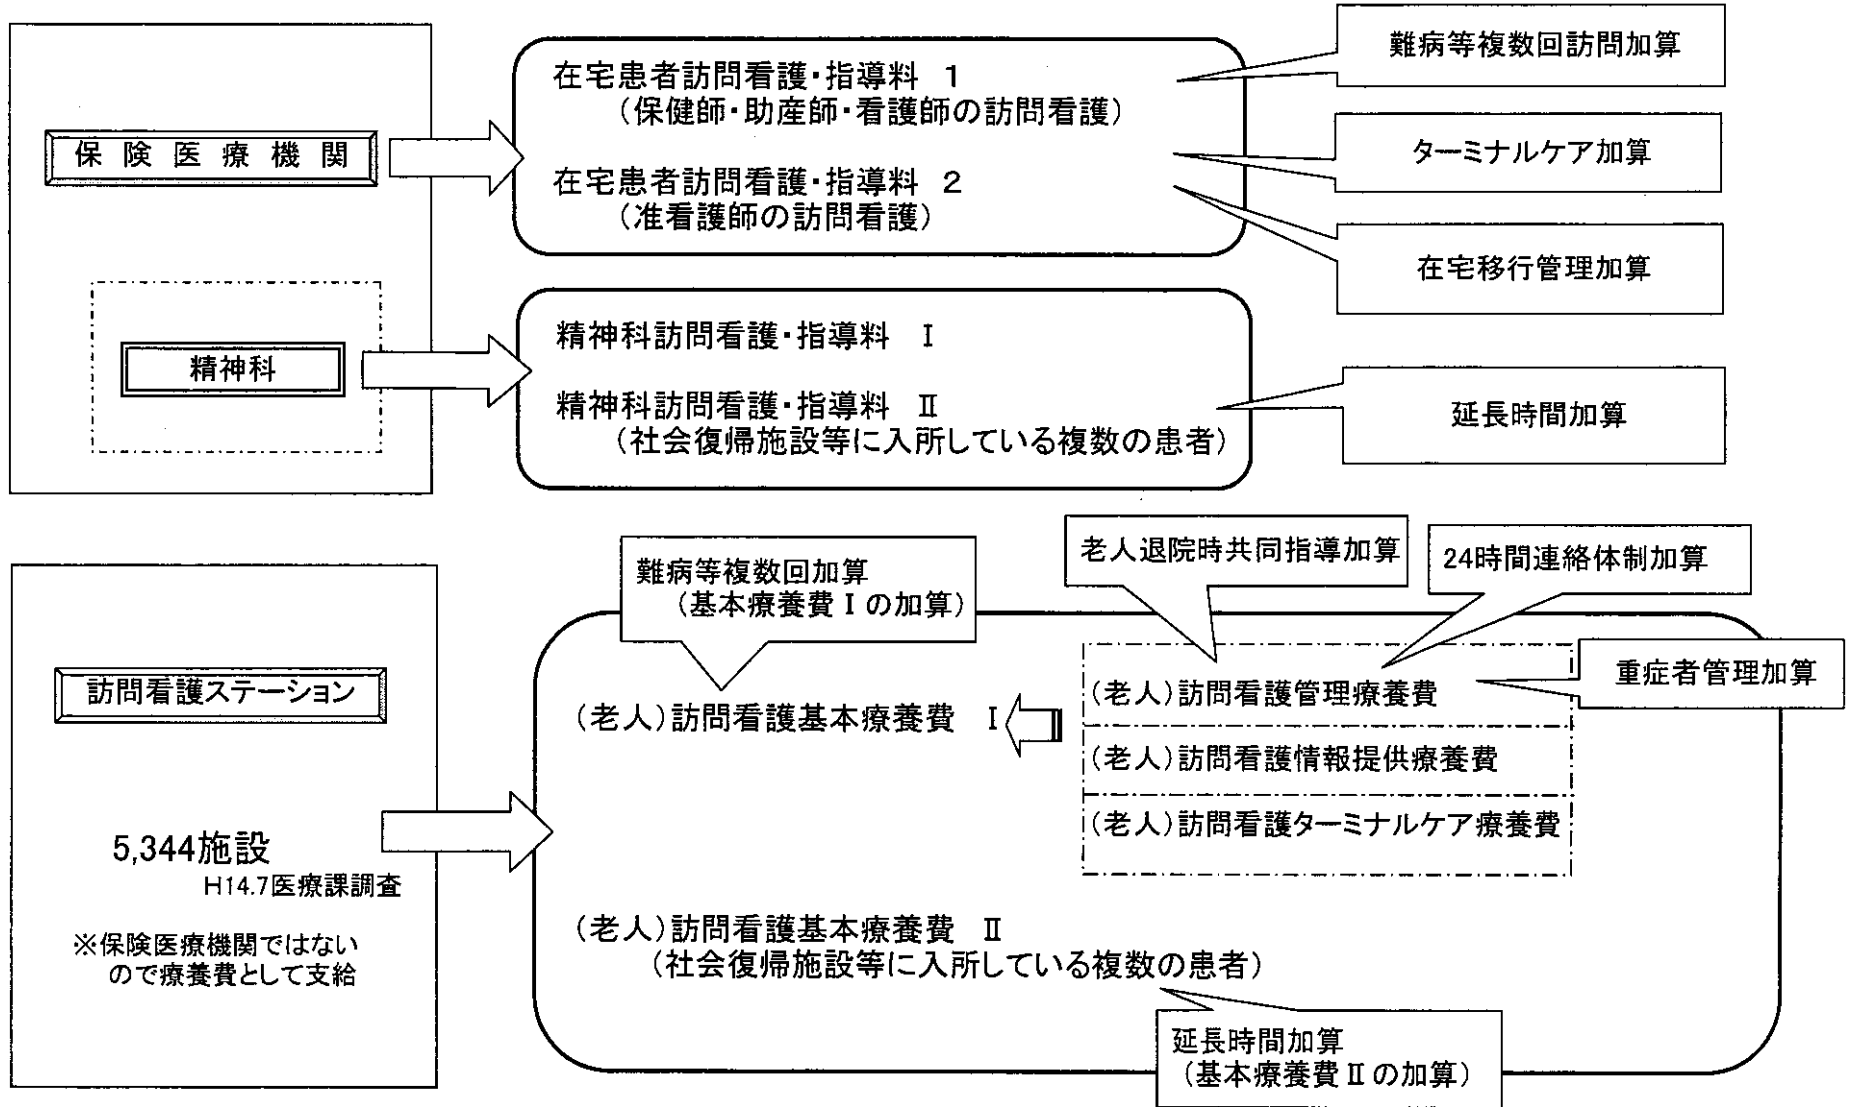 保険医療機関
在宅患者訪問看護・指導料 1
（保健師・助産師・看護師の訪問看護）
在宅患者訪問看護・指導料 2
（准看護師の訪問看護）
難病等複数回訪問加算
ターミナルケア加算
在宅移行管理加算
精神科
精神科訪問看護・指導料 Ⅰ
精神科訪問看護・指導料 Ⅱ
（社会復帰施設等に入所している複数の患者）
延長時間加算
訪問看護ステーション
5,344施設
H14.7医療課調査
※保険医療機関ではない
ので療養費として支給
難病等複数回加算
（基本療養費Ⅰの加算）
老人退院時共同指導加算
24時間連絡体制加算
重症者管理加算
（老人）訪問看護基本療養費 Ⅰ
（老人）訪問看護管理療養費
（老人）訪問看護情報提供療養費
（老人）訪問看護ターミナルケア療養費
（老人）訪問看護基本療養費 Ⅱ
（社会復帰施設等に入所している複数の患者）
延長時間加算
（基本療養費Ⅱの加算）